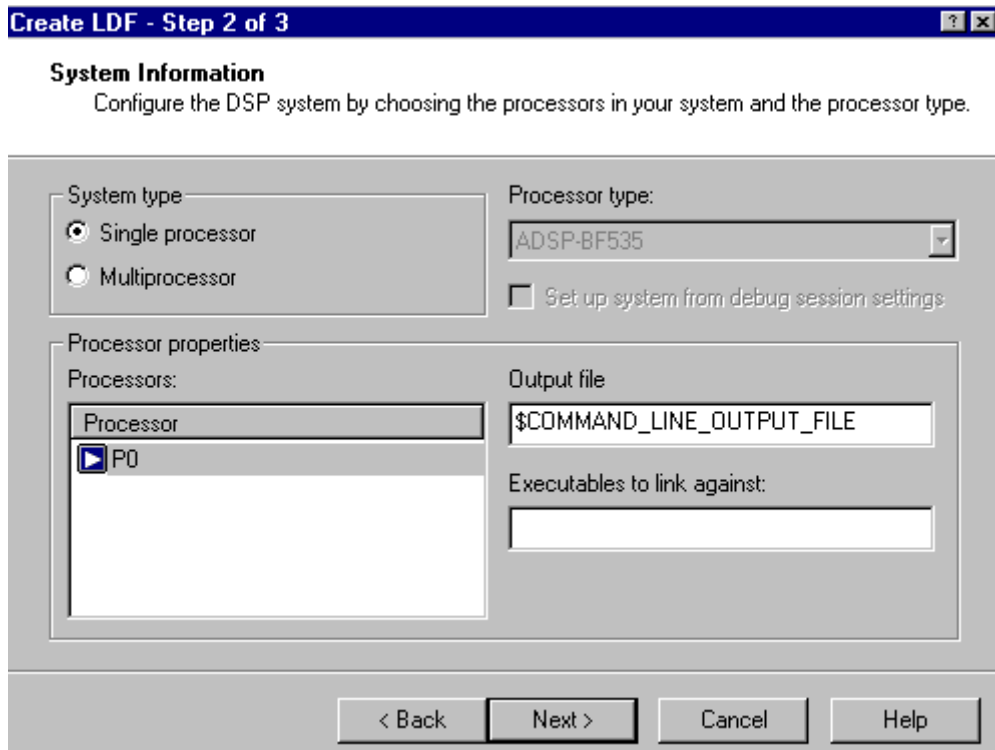 Create LDF - Step 2 of 3
System Information
Configure the DSP system by choosing the processors in your system and the processor type.
System type
Single processor
Multiprocessor
Processor type:
ADSP-BF535
Set up system from debug session settings
Processor properties
Processors:
Processor
P0
Output file
$COMMAND_LINE_OUTPUT_FILE
Executables to link against:
< Back
Next >
Cancel
Help